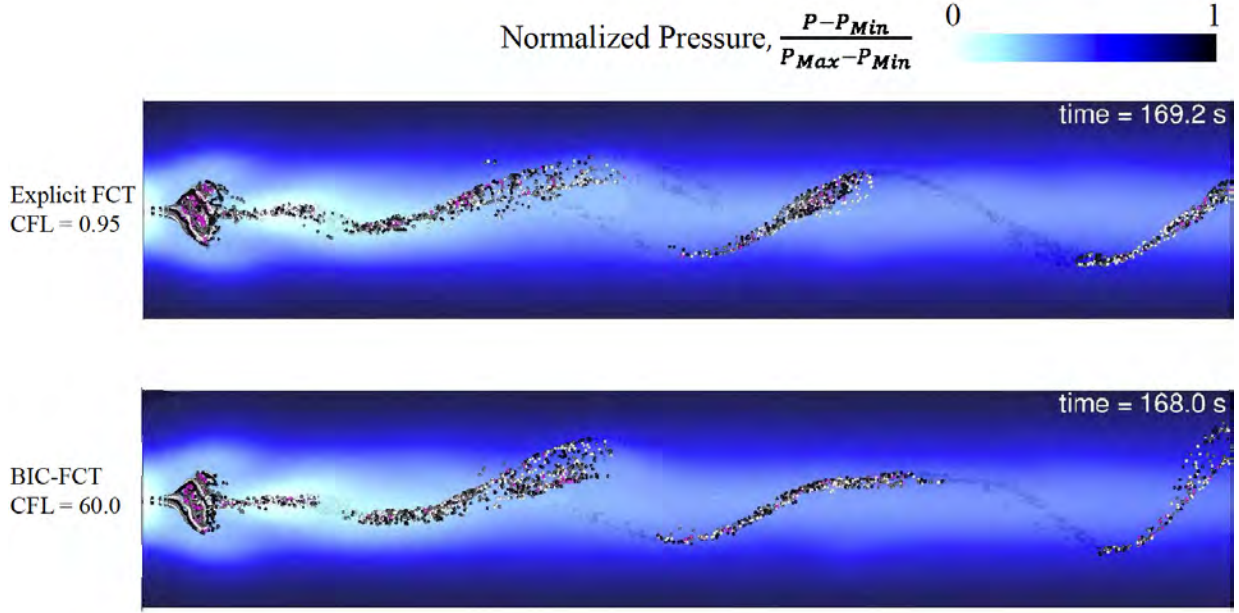 0 1
Normalized Pressure, P−P_Min / P_Max−P_Min
time = 169.2 s
Explicit FCT
CFL = 0.95
time = 168.0 s
BIC-FCT
CFL = 60.0